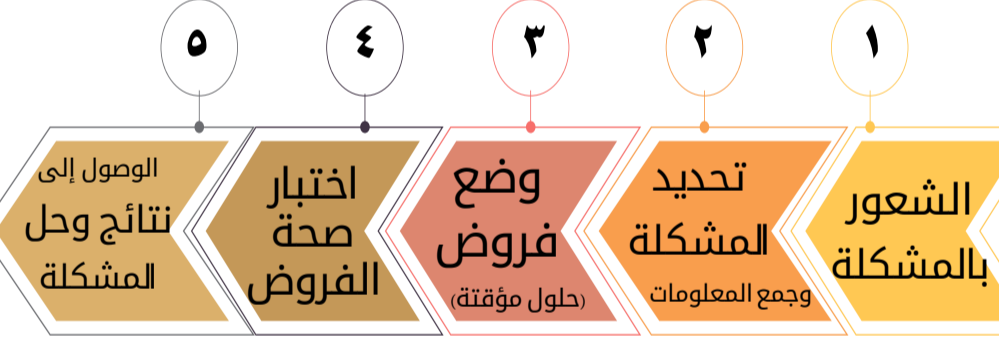 ١
الشعور
بالمشكلة
٢
تحديد
المشكلة
وجمع المعلومات
٣
وضع
فروض
(حلول مؤقتة)
٤
اختبار
صحة
الفروض
٥
الوصول إلى
نتائج وحل
المشكلة